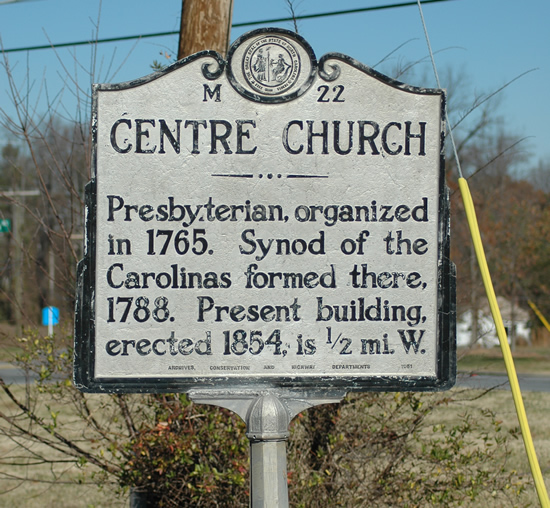 M 22
CENTRE CHURCH
Presbyterian, organized
in 1765. Synod of the
Carolinas formed there,
1788. Present building,
erected 1854, is 1/2 mi. W.
ARCHIVES, CONSERVATION AND HIGHWAY DEPARTMENTS